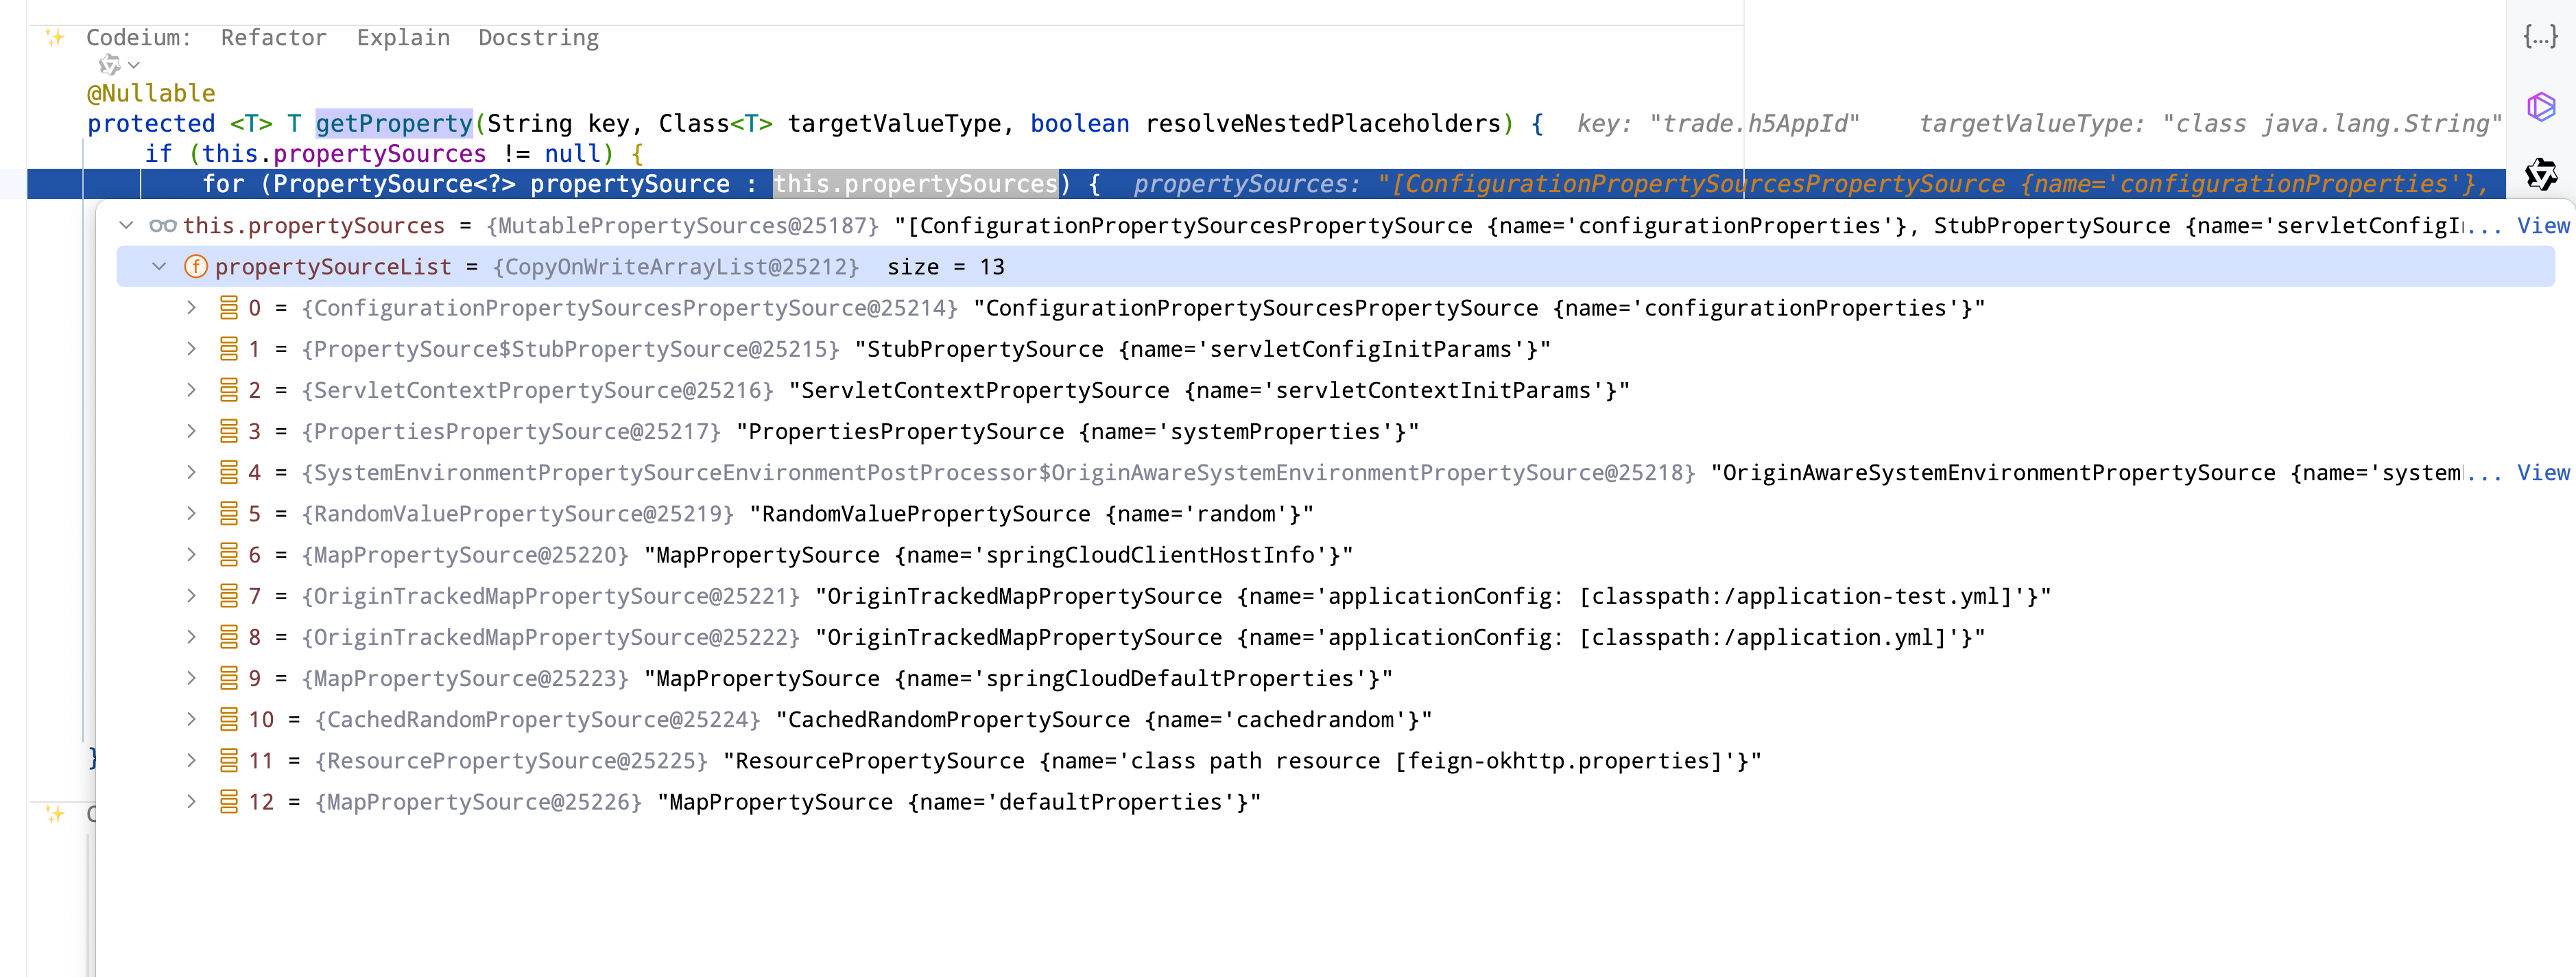 Codeium: Refactor Explain Docstring
{...}
@Nullable
protected <T> T getProperty(String key, Class<T> targetValueType, boolean resolveNestedPlaceholders) { key: "trade.h5AppId" targetValueType: "class java.lang.String"
if (this.propertySources != null) {
for (PropertySource<?> propertySource : this.propertySources) { propertySources: "[ConfigurationPropertySourcesPropertySource {name='configurationProperties'},
this.propertySources = {MutablePropertySources@25187} "[ConfigurationPropertySourcesPropertySource {name='configurationProperties'}, StubPropertySource {name='servletConfigI... View
f propertySourceList = {CopyOnWriteArrayList@25212} size = 13
0 = {ConfigurationPropertySourcesPropertySource@25214} "ConfigurationPropertySourcesPropertySource {name='configurationProperties'}"
1 = {PropertySource$StubPropertySource@25215} "StubPropertySource {name='servletConfigInitParams'}"
2 = {ServletContextPropertySource@25216} "ServletContextPropertySource {name='servletContextInitParams'}"
3 = {PropertiesPropertySource@25217} "PropertiesPropertySource {name='systemProperties'}"
4 = {SystemEnvironmentPropertySourceEnvironmentPostProcessor$OriginAwareSystemEnvironmentPropertySource@25218} "OriginAwareSystemEnvironmentPropertySource {name='system... View
5 = {RandomValuePropertySource@25219} "RandomValuePropertySource {name='random'}"
6 = {MapPropertySource@25220} "MapPropertySource {name='springCloudClientHostInfo'}"
7 = {OriginTrackedMapPropertySource@25221} "OriginTrackedMapPropertySource {name='applicationConfig: [classpath:/application-test.yml]'}"
8 = {OriginTrackedMapPropertySource@25222} "OriginTrackedMapPropertySource {name='applicationConfig: [classpath:/application.yml]'}"
9 = {MapPropertySource@25223} "MapPropertySource {name='springCloudDefaultProperties'}"
10 = {CachedRandomPropertySource@25224} "CachedRandomPropertySource {name='cachedrandom'}"
11 = {ResourcePropertySource@25225} "ResourcePropertySource {name='class path resource [feign-okhttp.properties]'}"
12 = {MapPropertySource@25226} "MapPropertySource {name='defaultProperties'}"
}